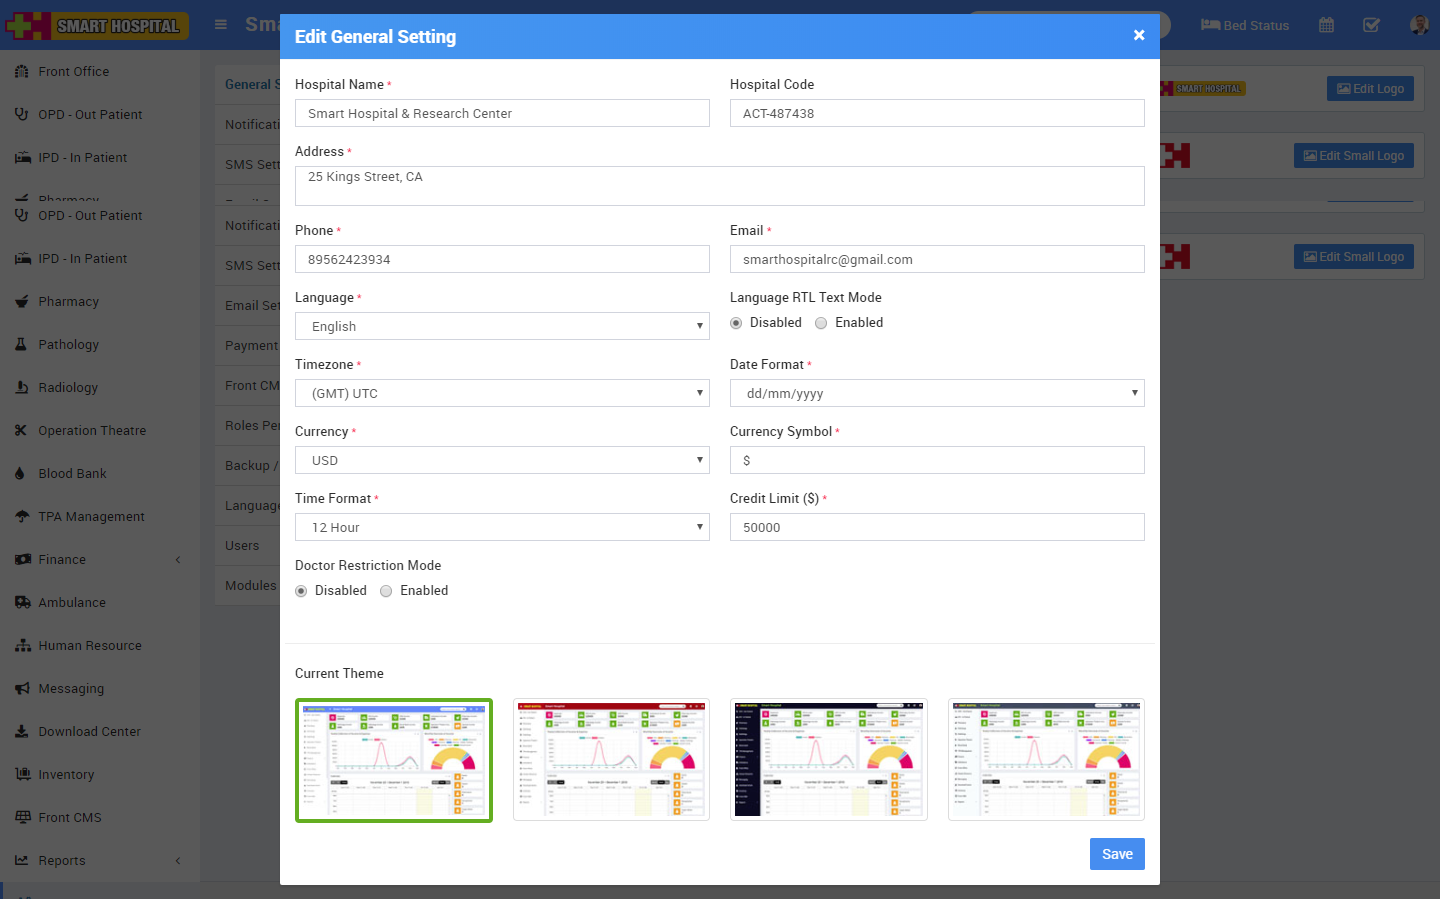 SMART HOSPITAL
Sma
Bed Status
Edit General Setting
×
Front Office
OPD - Out Patient
IPD - In Patient
Pharmacy
OPD - Out Patient
IPD - In Patient
Pharmacy
Pathology
Radiology
Operation Theatre
Blood Bank
TPA Management
Finance
Ambulance
Human Resource
Messaging
Download Center
Inventory
Front CMS
Reports
General S
Notificati
SMS Sett
Notificati
SMS Sett
Email Set
Payment
Front CM
Roles Per
Backup /
Language
Users
Modules
Hospital Name *
Smart Hospital & Research Center
Hospital Code
ACT-487438
Address *
25 Kings Street, CA
Phone *
89562423934
Email *
smarthospitalrc@gmail.com
Language *
English
Language RTL Text Mode
Disabled Enabled
Timezone *
(GMT) UTC
Date Format *
dd/mm/yyyy
Currency *
USD
Currency Symbol *
$
Time Format *
12 Hour
Credit Limit ($) *
50000
Doctor Restriction Mode
Disabled Enabled
Current Theme
Save
SMART HOSPITAL
Edit Logo
Edit Small Logo
Edit Small Logo